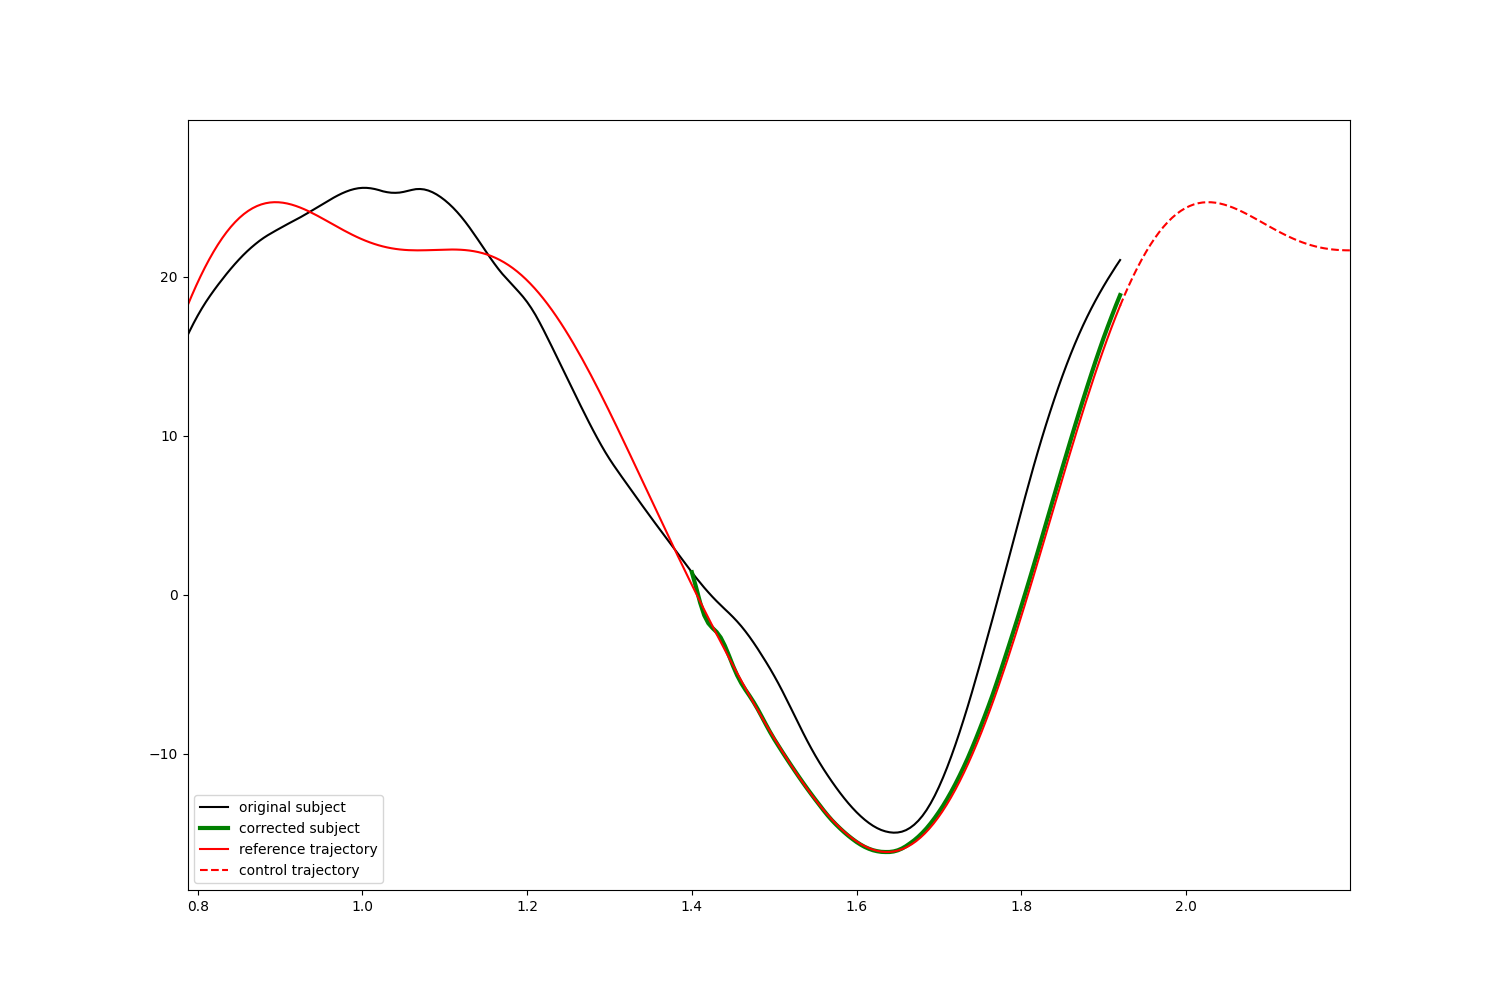 20
10
0
−10
original subject
corrected subject
reference trajectory
control trajectory
0.8 1.0 1.2 1.4 1.6 1.8 2.0